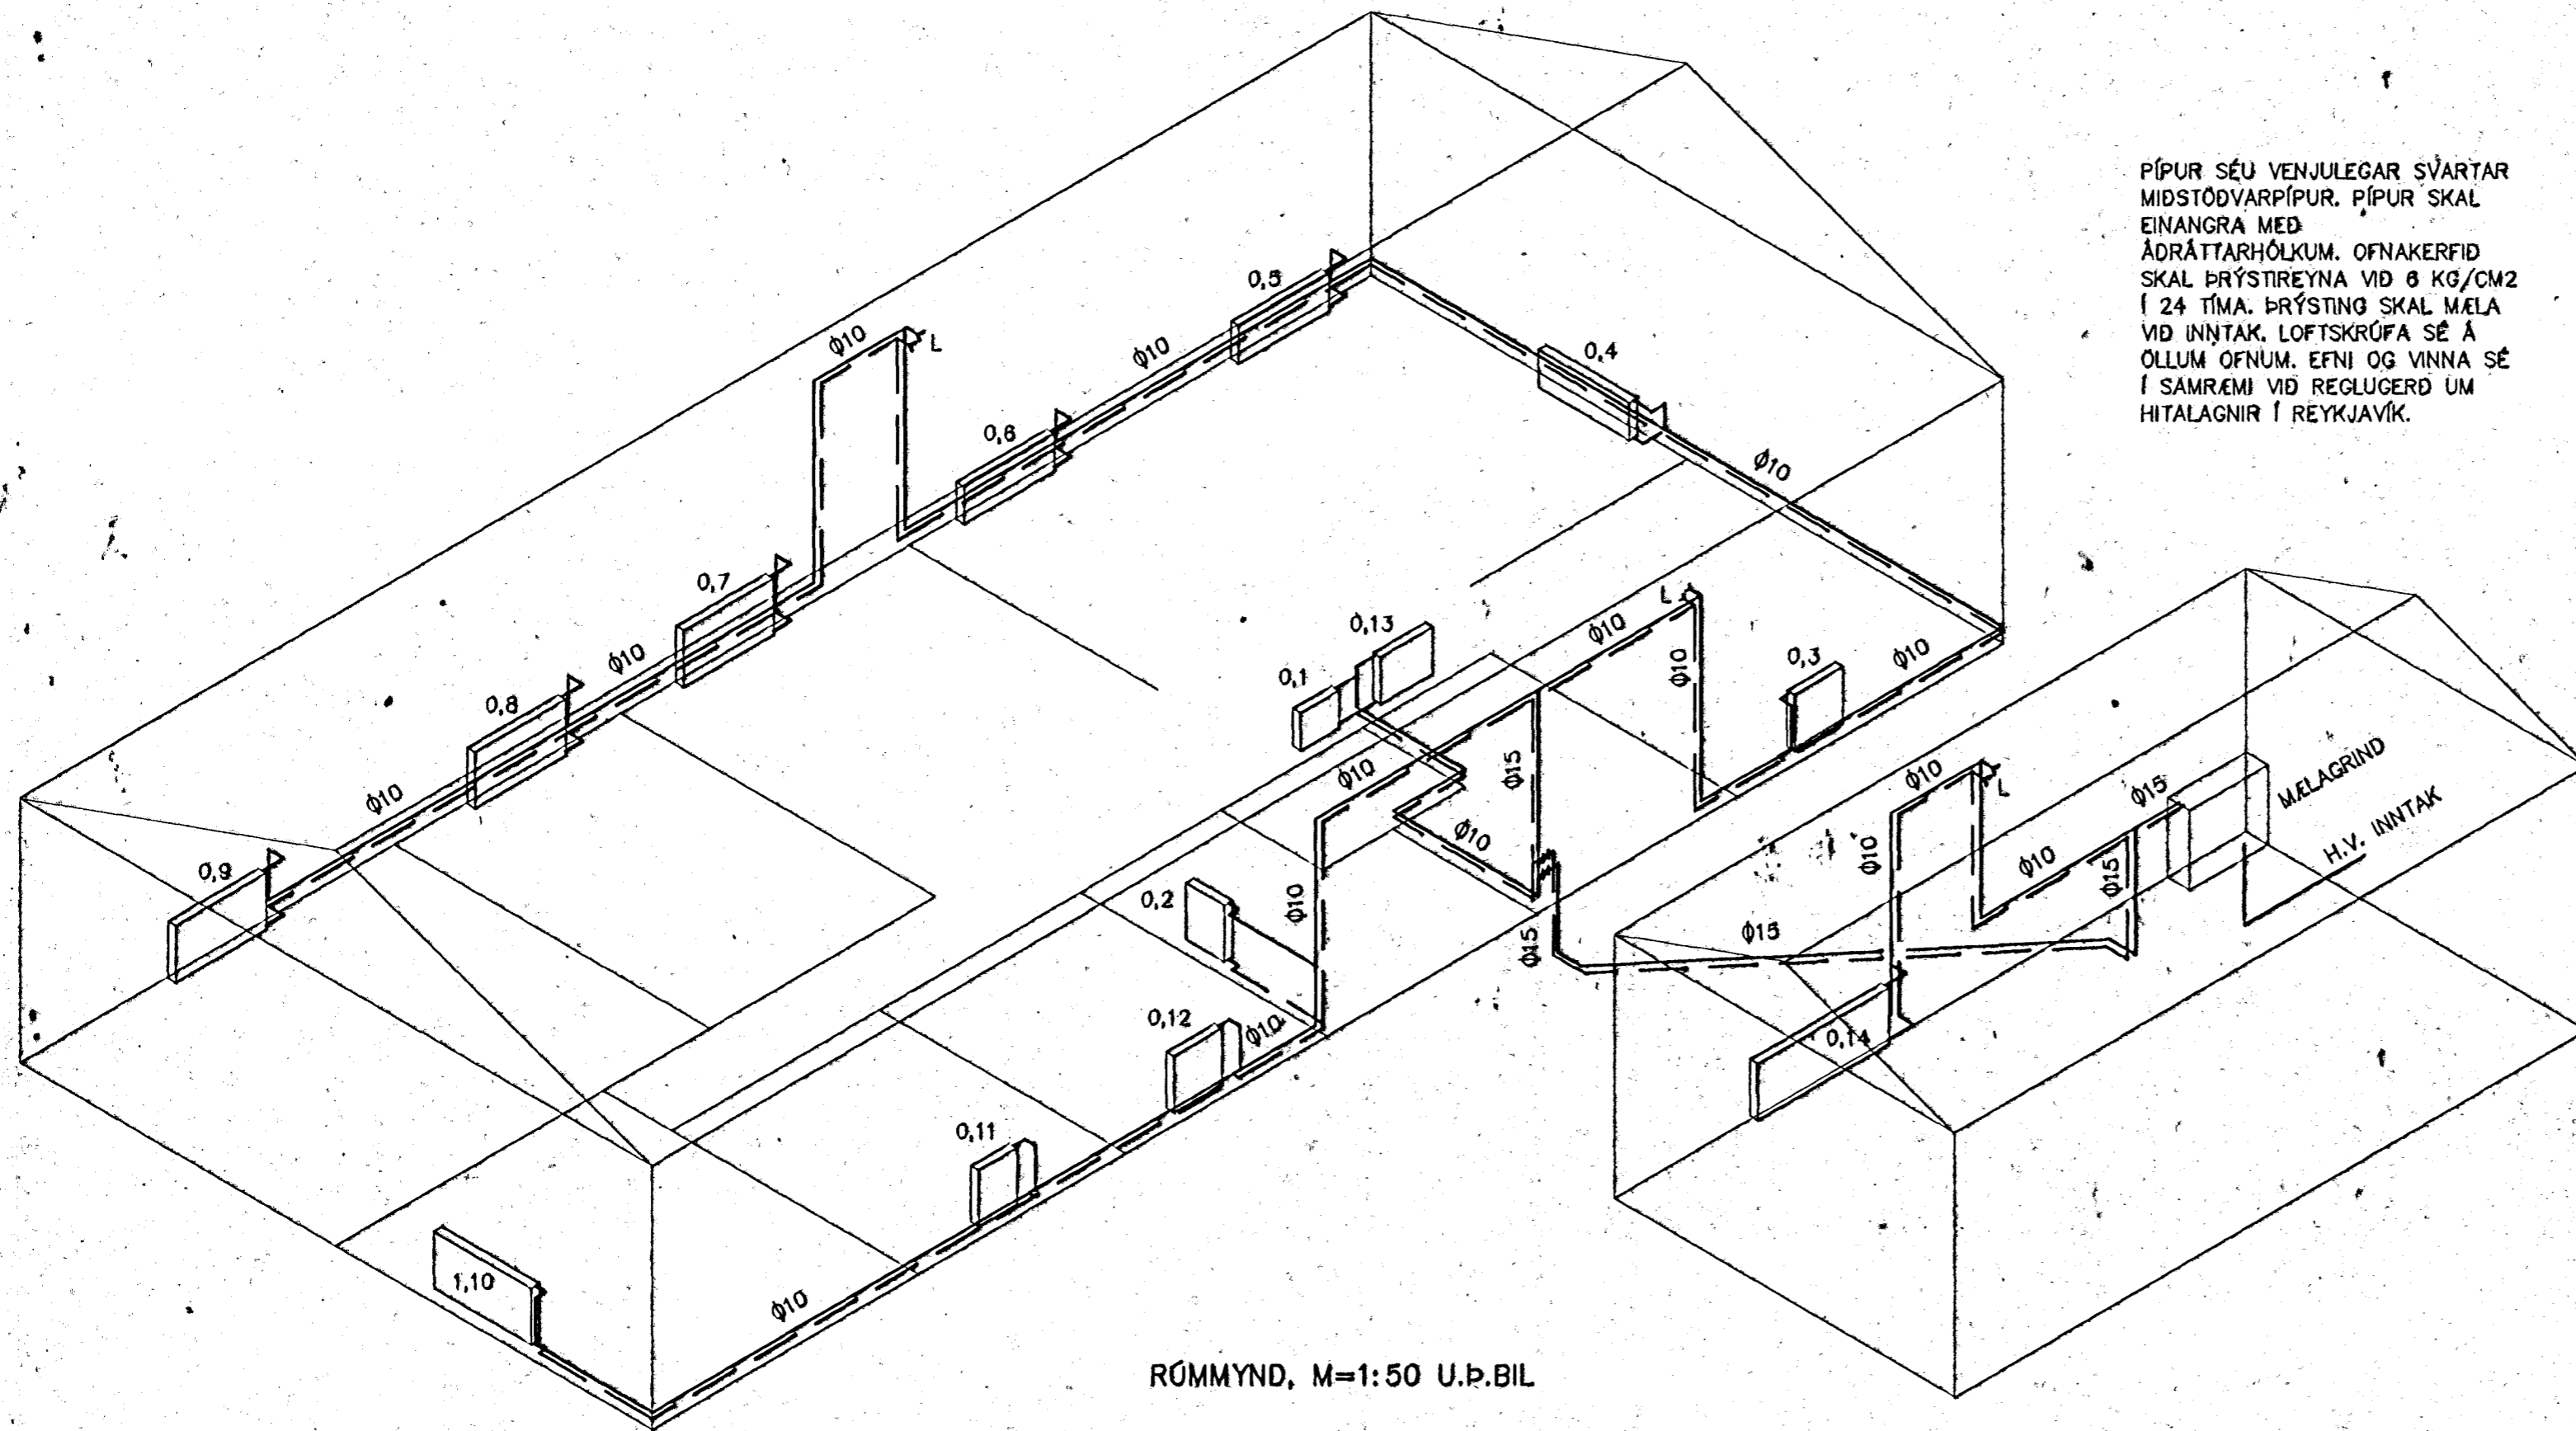 PÍPUR SÉU VENJULEGAR SVARTAR
MIÐSTÖÐVARPÍPUR. PÍPUR SKAL
EINANGRA MEÐ
ÁDRÁTTARHÓLKUM. OFNAKERFIÐ
SKAL ÞRÝSTIREYNA VIÐ 6 KG/CM2
Í 24 TÍMA. ÞRÝSTING SKAL MÆLA
VIÐ INNTAK. LOFTSKRÚFA SÉ Á
ÖLLUM OFNUM. EFNI OG VINNA SÉ
Í SAMRÆMI VIÐ REGLUGERÐ UM
HITALAGNIR Í REYKJAVÍK.
0,5
ϕ10
L
ϕ10
0,4
0,6
ϕ10
0,7
0,13
ϕ10
L
ϕ10
0,3
ϕ10
ϕ10
0,1
0,8
ϕ10
ϕ10
ϕ15
ϕ10
L
ϕ15
MÆLAGRIND
H.V. INNTAK
0,9
ϕ10
ϕ10
ϕ10
ϕ15
0,2
ϕ10
ϕ15
ϕ15
0,12
ϕ10
0,14
0,11
1,10
ϕ10
RÚMMYND, M=1:50 U.Þ.BIL